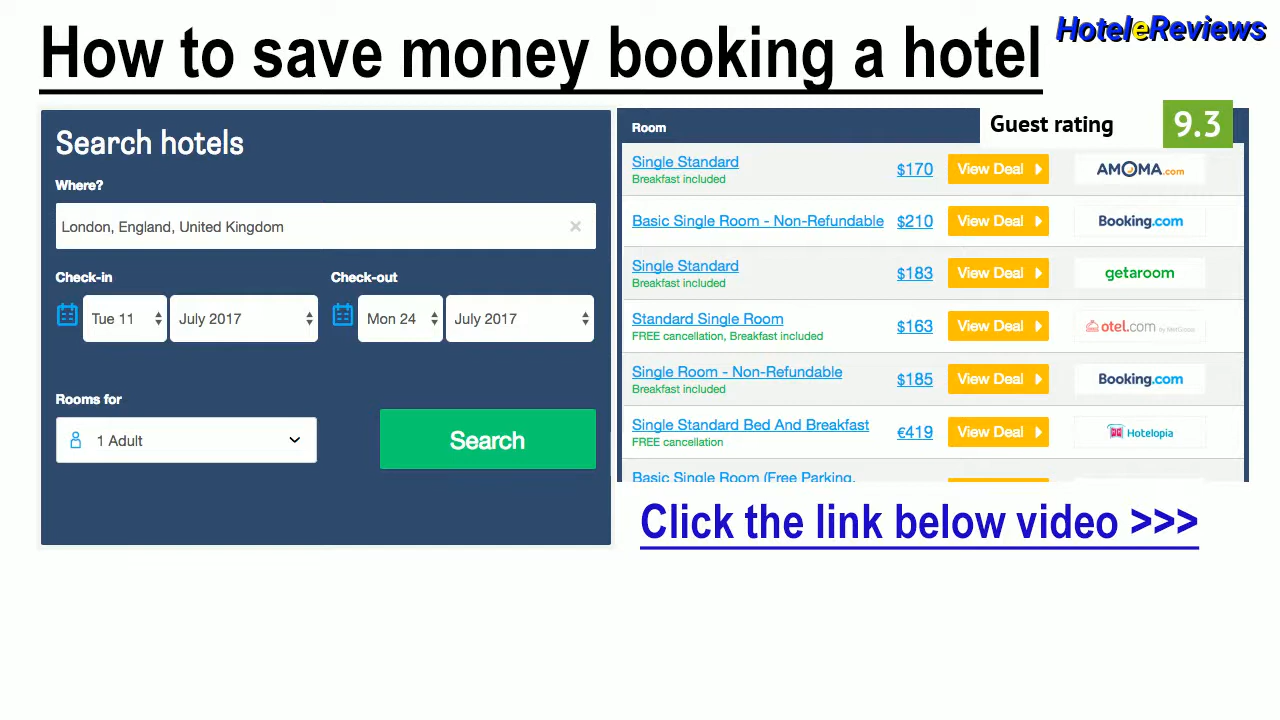 How to save money booking a hotel
HoteleReviews
Search hotels
Where?
London, England, United Kingdom
Check-in
Check-out
Tue 11
July 2017
Mon 24
July 2017
Rooms for
1 Adult
Search
Room
Guest rating
9.3
Single Standard
Breakfast included
$170
View Deal
AMOMA.com
Basic Single Room - Non-Refundable
$210
View Deal
Booking.com
Single Standard
Breakfast included
$183
View Deal
getaroom
Standard Single Room
FREE cancellation, Breakfast included
$163
View Deal
otel.com
Single Room - Non-Refundable
Breakfast included
$185
View Deal
Booking.com
Single Standard Bed And Breakfast
FREE cancellation
€419
View Deal
Hotelopia
Basic Single Room (Free Parking,
Click the link below video >>>